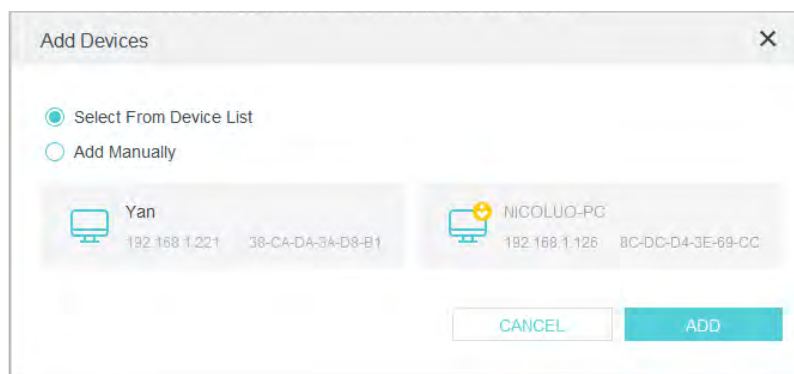 Add Devices
Select From Device List
Add Manually
Yan
192.168.1.221 38-CA-DA-3A-D8-B1
NICOLUO-PC
192.168.1.126 8C-DC-D4-3E-69-CC
CANCEL ADD